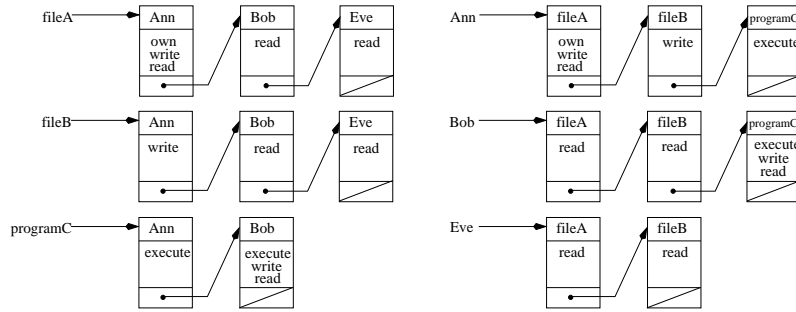 fileA Ann Bob Eve
own read read
write
read
fileB Ann Bob Eve
write read read
programC Ann Bob
execute execute
write
read
Ann fileA fileB programC
own write execute
write
read
Bob fileA fileB programC
read read execute
write
read
Eve fileA fileB
read read